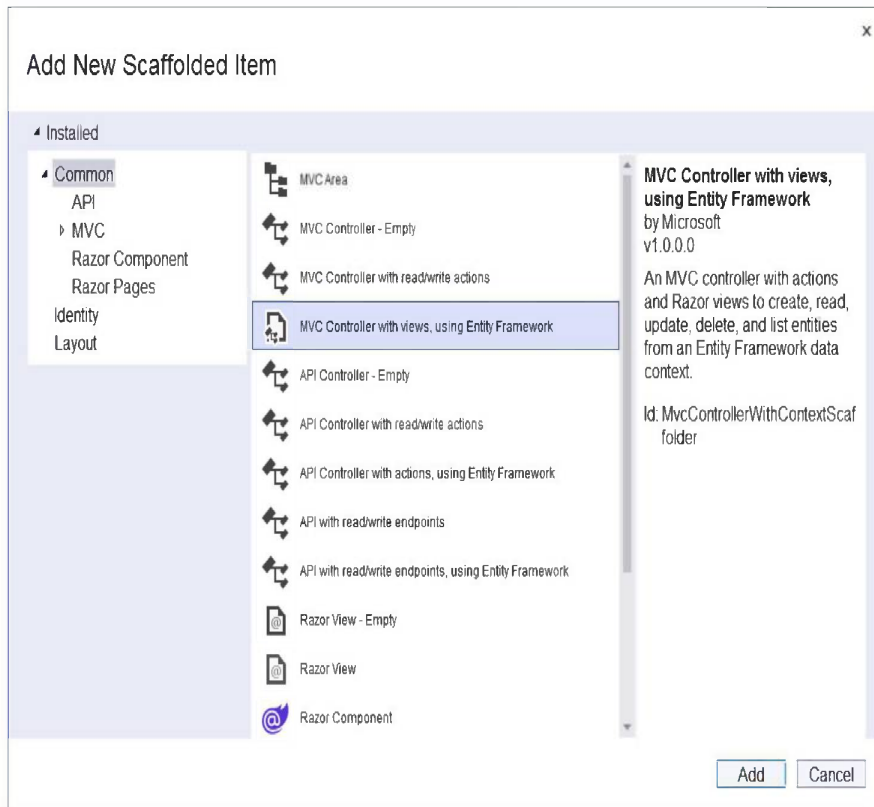 x
Add New Scaffolded Item
Installed
Common
API
MVC
Razor Component
Razor Pages
Identity
Layout
MVC Area
MVC Controller - Empty
MVC Controller with read/write actions
MVC Controller with views, using Entity Framework
API Controller - Empty
API Controller with read/write actions
API Controller with actions, using Entity Framework
API with read/write endpoints
API with read/write endpoints, using Entity Framework
Razor View - Empty
Razor View
Razor Component
MVC Controller with views,
using Entity Framework
by Microsoft
v1.0.0.0
An MVC controller with actions
and Razor views to create, read,
update, delete, and list entities
from an Entity Framework data
context.
Id: MvcControllerWithContextScaf
folder
Add
Cancel